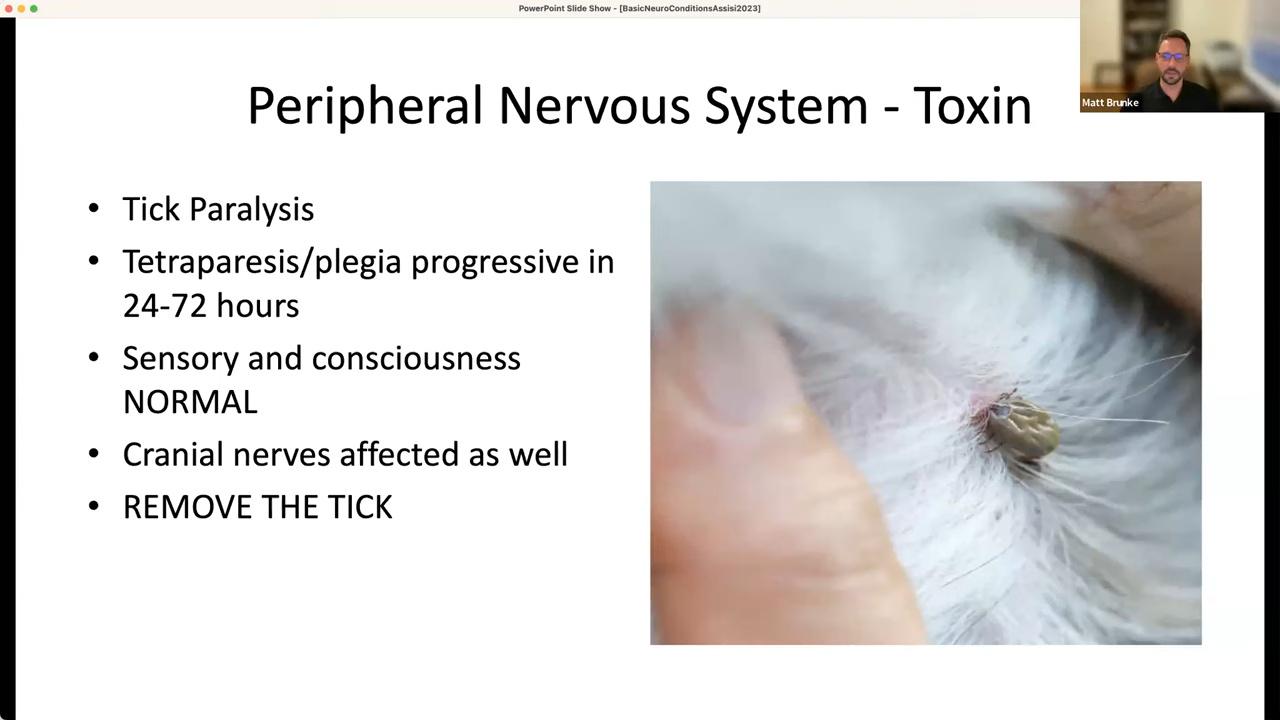 PowerPoint Slide Show - [BasicNeuroConditionsAssisi2023]
Matt Brunke
Peripheral Nervous System - Toxin
• Tick Paralysis
• Tetraparesis/plegia progressive in
24-72 hours
• Sensory and consciousness
NORMAL
• Cranial nerves affected as well
• REMOVE THE TICK